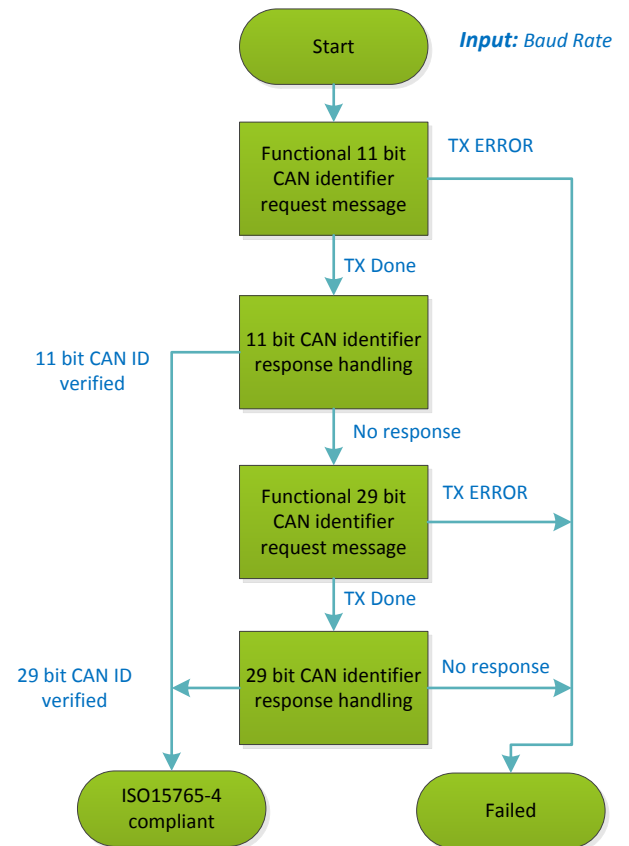 Start
Input: Baud Rate
Functional 11 bit
CAN identifier
request message
TX ERROR
TX Done
11 bit CAN identifier
response handling
11 bit CAN ID
verified
No response
Functional 29 bit
CAN identifier
request message
TX ERROR
TX Done
29 bit CAN ID
verified
29 bit CAN identifier
response handling
No response
ISO15765-4
compliant
Failed